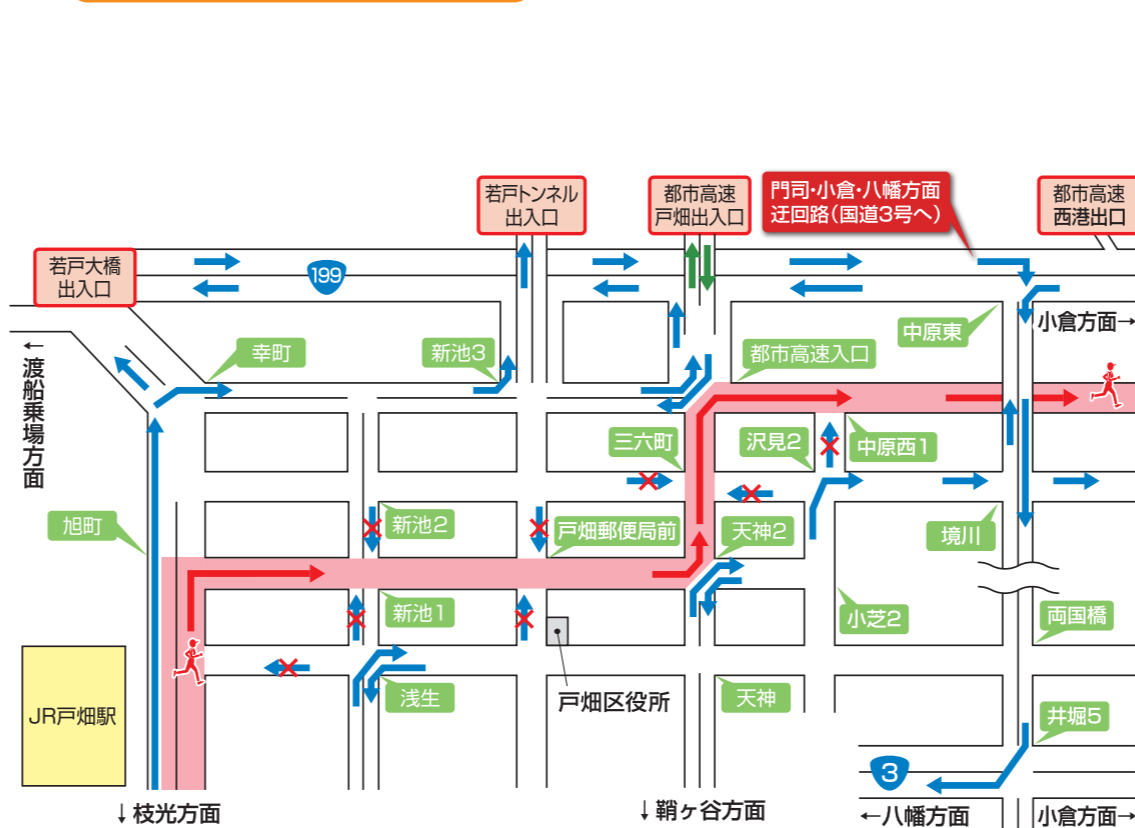 若戸トンネル
出入口
都市高速
戸畑出入口
門司・小倉・八幡方面
迂回路(国道3号へ)
都市高速
西港出口
若戸大橋
出入口
199
小倉方面→
中原東
←渡船乗場方面
幸町
新池3
都市高速入口
三六町
沢見2
中原西1
旭町
新池2
戸畑郵便局前
天神2
境川
新池1
小芝2
両国橋
JR戸畑駅
浅生
戸畑区役所
天神
井堀5
3
↓枝光方面
↓鞘ヶ谷方面
←八幡方面
小倉方面→